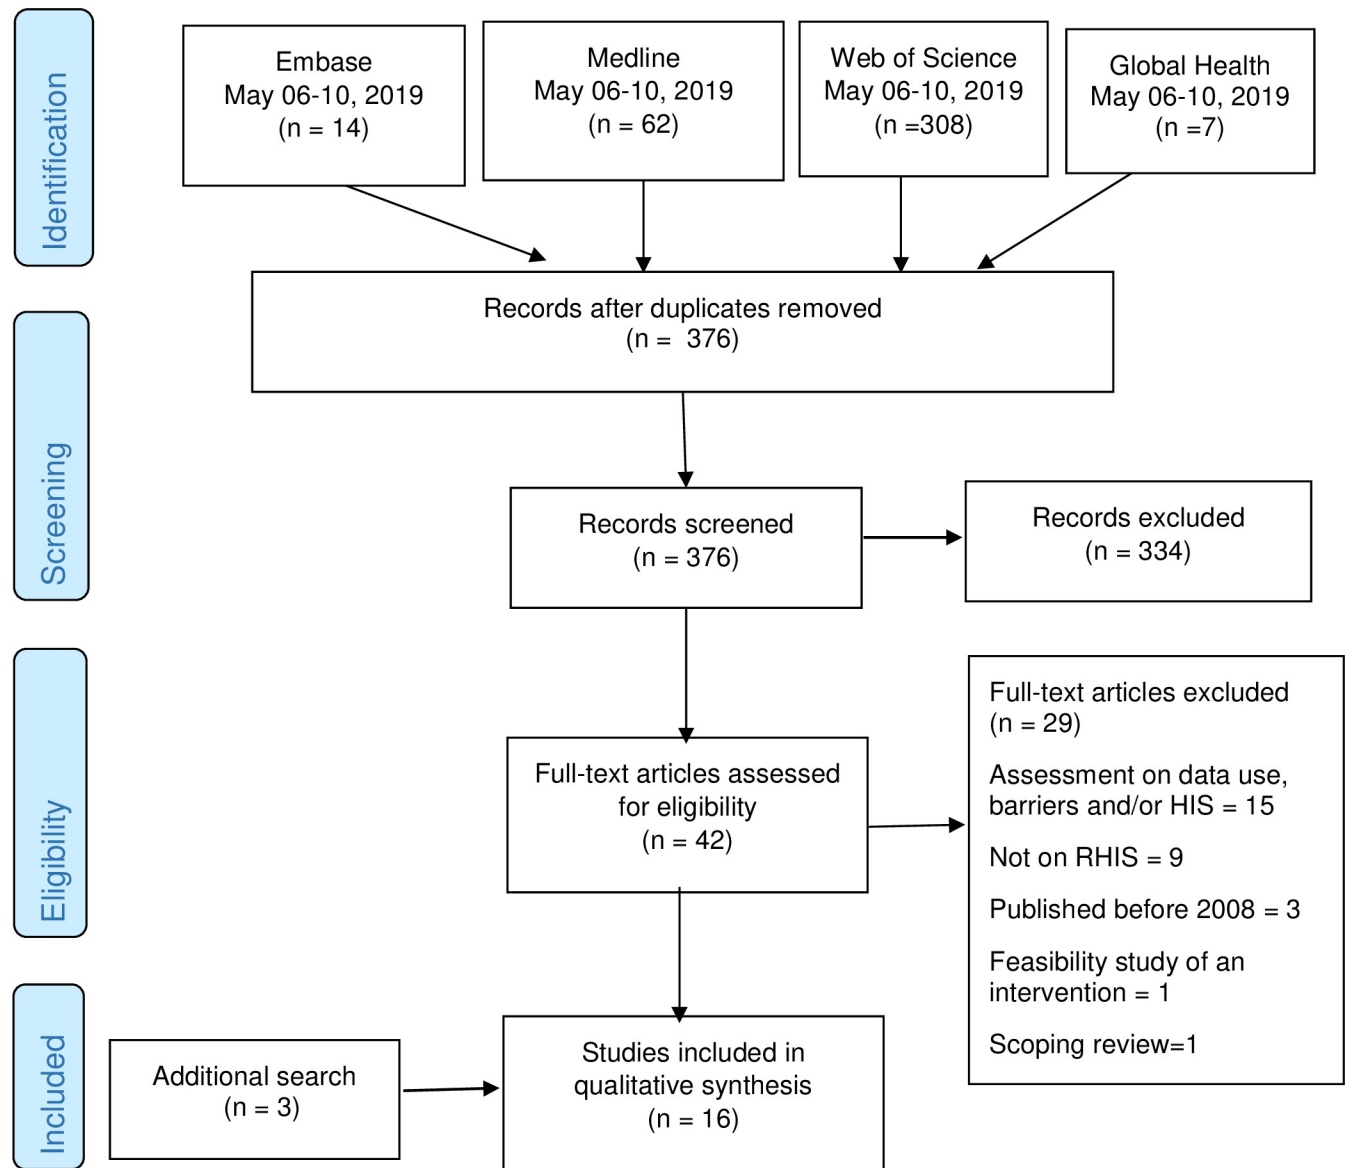 Identification
Embase
May 06-10, 2019
(n = 14)
Medline
May 06-10, 2019
(n = 62)
Web of Science
May 06-10, 2019
(n =308)
Global Health
May 06-10, 2019
(n =7)
Records after duplicates removed
(n = 376)
Screening
Records screened
(n = 376)
Records excluded
(n = 334)
Eligibility
Full-text articles assessed
for eligibility
(n = 42)
Full-text articles excluded
(n = 29)
Assessment on data use,
barriers and/or HIS = 15
Not on RHIS = 9
Published before 2008 = 3
Feasibility study of an
intervention = 1
Scoping review=1
Included
Additional search
(n = 3)
Studies included in
qualitative synthesis
(n = 16)